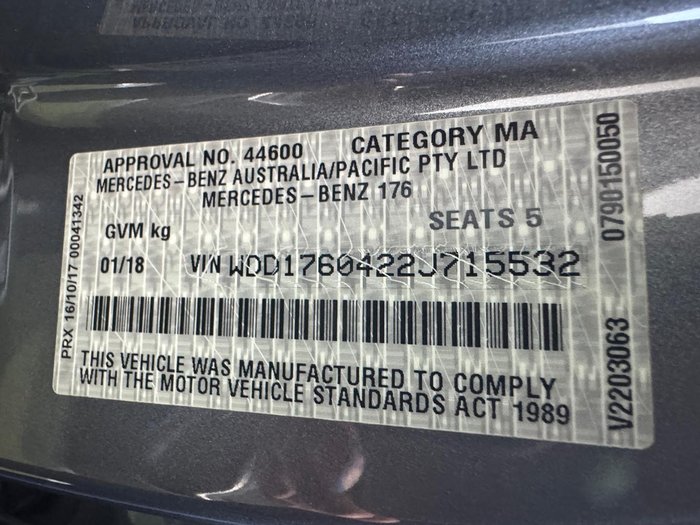 APPROVAL NO. 44600 CATEGORY MA
MERCEDES-BENZ AUSTRALIA/PACIFIC PTY LTD
MERCEDES-BENZ 176
GVM kg SEATS 5
01/18 VIN WDD1760422J715532
THIS VEHICLE WAS MANUFACTURED TO COMPLY
WITH THE MOTOR VEHICLE STANDARDS ACT 1989
PRX 16/10/17 00041342
V2203063 0790150050